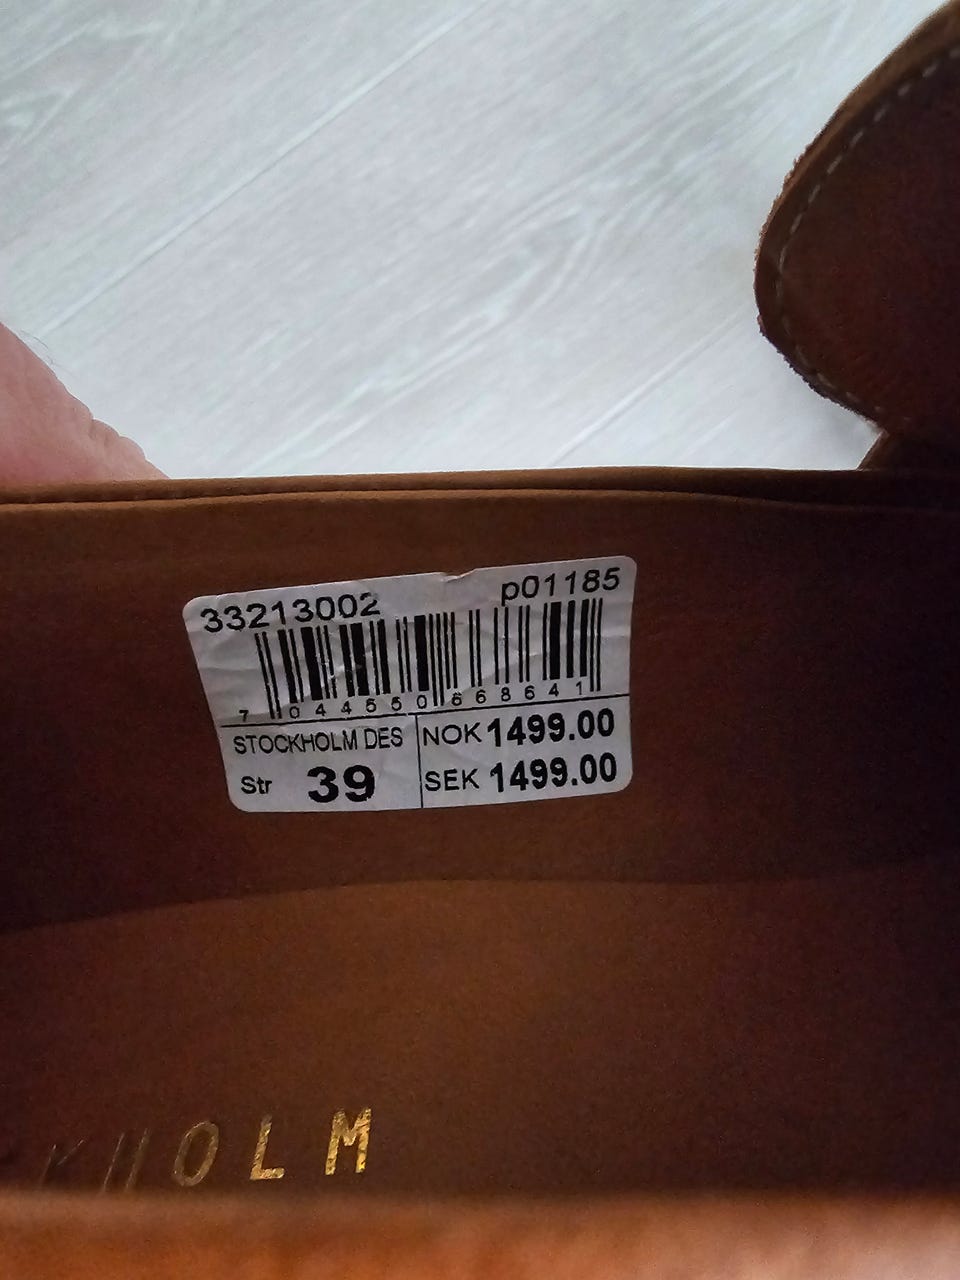 33213002 p01185
7 044550 668641
STOCKHOLM DES
Str 39
NOK 1499.00
SEK 1499.00
KHOLM